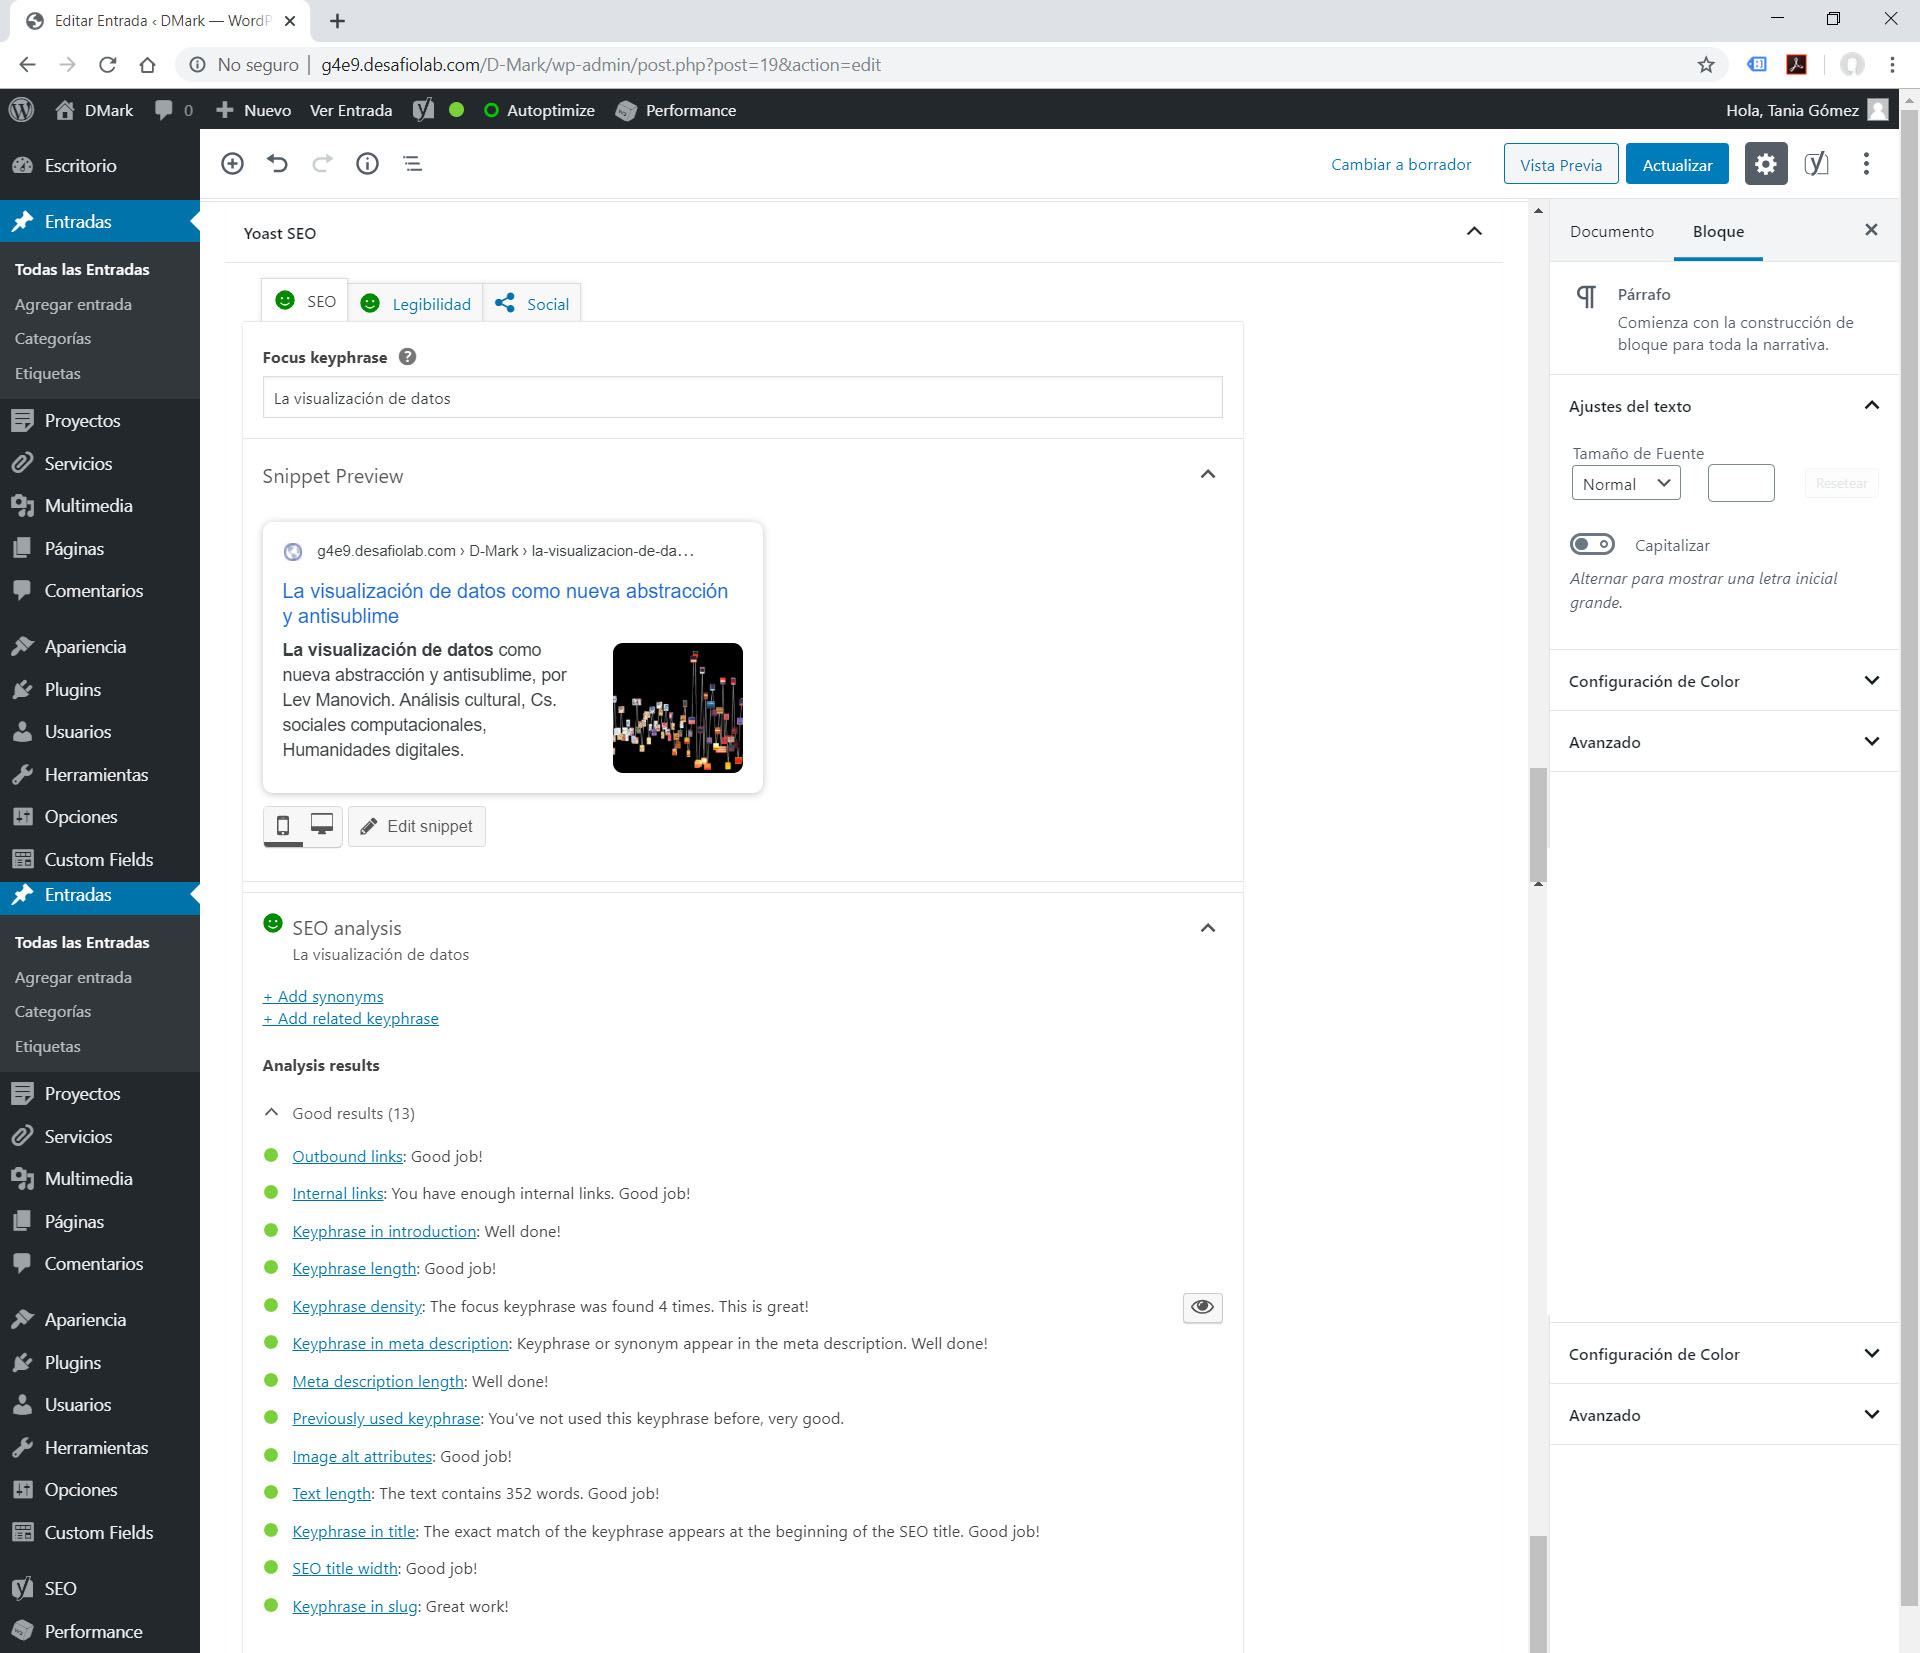 Editar Entrada ‹ DMark — WordP
No seguro | g4e9.desafiolab.com/D-Mark/wp-admin/post.php?post=19&action=edit
DMark 0 Nuevo Ver Entrada Autoptimize Performance Hola, Tania Gómez
Escritorio
Entradas
Todas las Entradas
Agregar entrada
Categorías
Etiquetas
Proyectos
Servicios
Multimedia
Páginas
Comentarios
Apariencia
Plugins
Usuarios
Herramientas
Opciones
Custom Fields
Entradas
Todas las Entradas
Agregar entrada
Categorías
Etiquetas
Proyectos
Servicios
Multimedia
Páginas
Comentarios
Apariencia
Plugins
Usuarios
Herramientas
Opciones
Custom Fields
SEO
Performance
Cambiar a borrador Vista Previa Actualizar
Yoast SEO
SEO Legibilidad Social
Focus keyphrase ?
La visualización de datos
Snippet Preview
g4e9.desafiolab.com › D-Mark › la-visualizacion-de-da...
La visualización de datos como nueva abstracción
y antisublime
La visualización de datos como
nueva abstracción y antisublime, por
Lev Manovich. Análisis cultural, Cs.
sociales computacionales,
Humanidades digitales.
Edit snippet
SEO analysis
La visualización de datos
+ Add synonyms
+ Add related keyphrase
Analysis results
Good results (13)
Outbound links: Good job!
Internal links: You have enough internal links. Good job!
Keyphrase in introduction: Well done!
Keyphrase length: Good job!
Keyphrase density: The focus keyphrase was found 4 times. This is great!
Keyphrase in meta description: Keyphrase or synonym appear in the meta description. Well done!
Meta description length: Well done!
Previously used keyphrase: You've not used this keyphrase before, very good.
Image alt attributes: Good job!
Text length: The text contains 352 words. Good job!
Keyphrase in title: The exact match of the keyphrase appears at the beginning of the SEO title. Good job!
SEO title width: Good job!
Keyphrase in slug: Great work!
Documento Bloque
Párrafo
Comienza con la construcción de
bloque para toda la narrativa.
Ajustes del texto
Tamaño de Fuente
Normal Resetear
Capitalizar
Alternar para mostrar una letra inicial
grande.
Configuración de Color
Avanzado
Configuración de Color
Avanzado